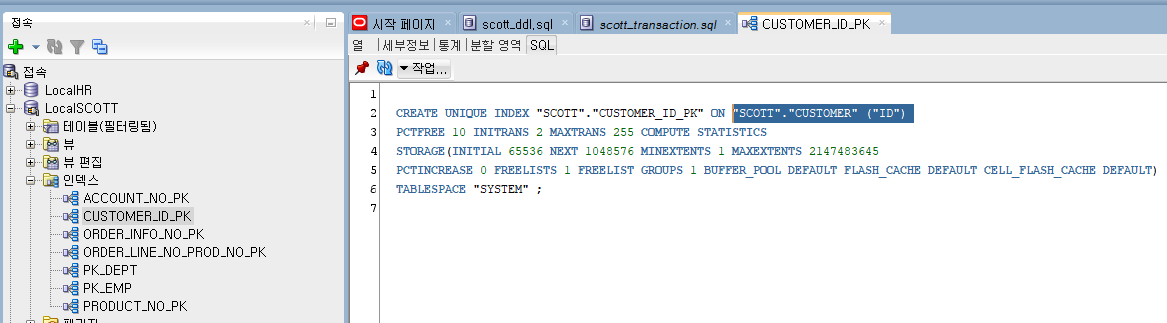 접속
시작 페이지
scott_ddl.sql
scott_transaction.sql
CUSTOMER_ID_PK
열 세부정보 통계 분할 영역 SQL
작업...
접속
LocalHR
LocalSCOTT
테이블(필터링됨)
뷰
뷰 편집
인덱스
ACCOUNT_NO_PK
CUSTOMER_ID_PK
ORDER_INFO_NO_PK
ORDER_LINE_NO_PROD_NO_PK
PK_DEPT
PK_EMP
PRODUCT_NO_PK
1
2 CREATE UNIQUE INDEX "SCOTT"."CUSTOMER_ID_PK" ON "SCOTT"."CUSTOMER" ("ID")
3 PCTFREE 10 INITRANS 2 MAXTRANS 255 COMPUTE STATISTICS
4 STORAGE(INITIAL 65536 NEXT 1048576 MINEXTENTS 1 MAXEXTENTS 2147483645
5 PCTINCREASE 0 FREELISTS 1 FREELIST GROUPS 1 BUFFER_POOL DEFAULT FLASH_CACHE DEFAULT CELL_FLASH_CACHE DEFAULT)
6 TABLESPACE "SYSTEM" ;
7